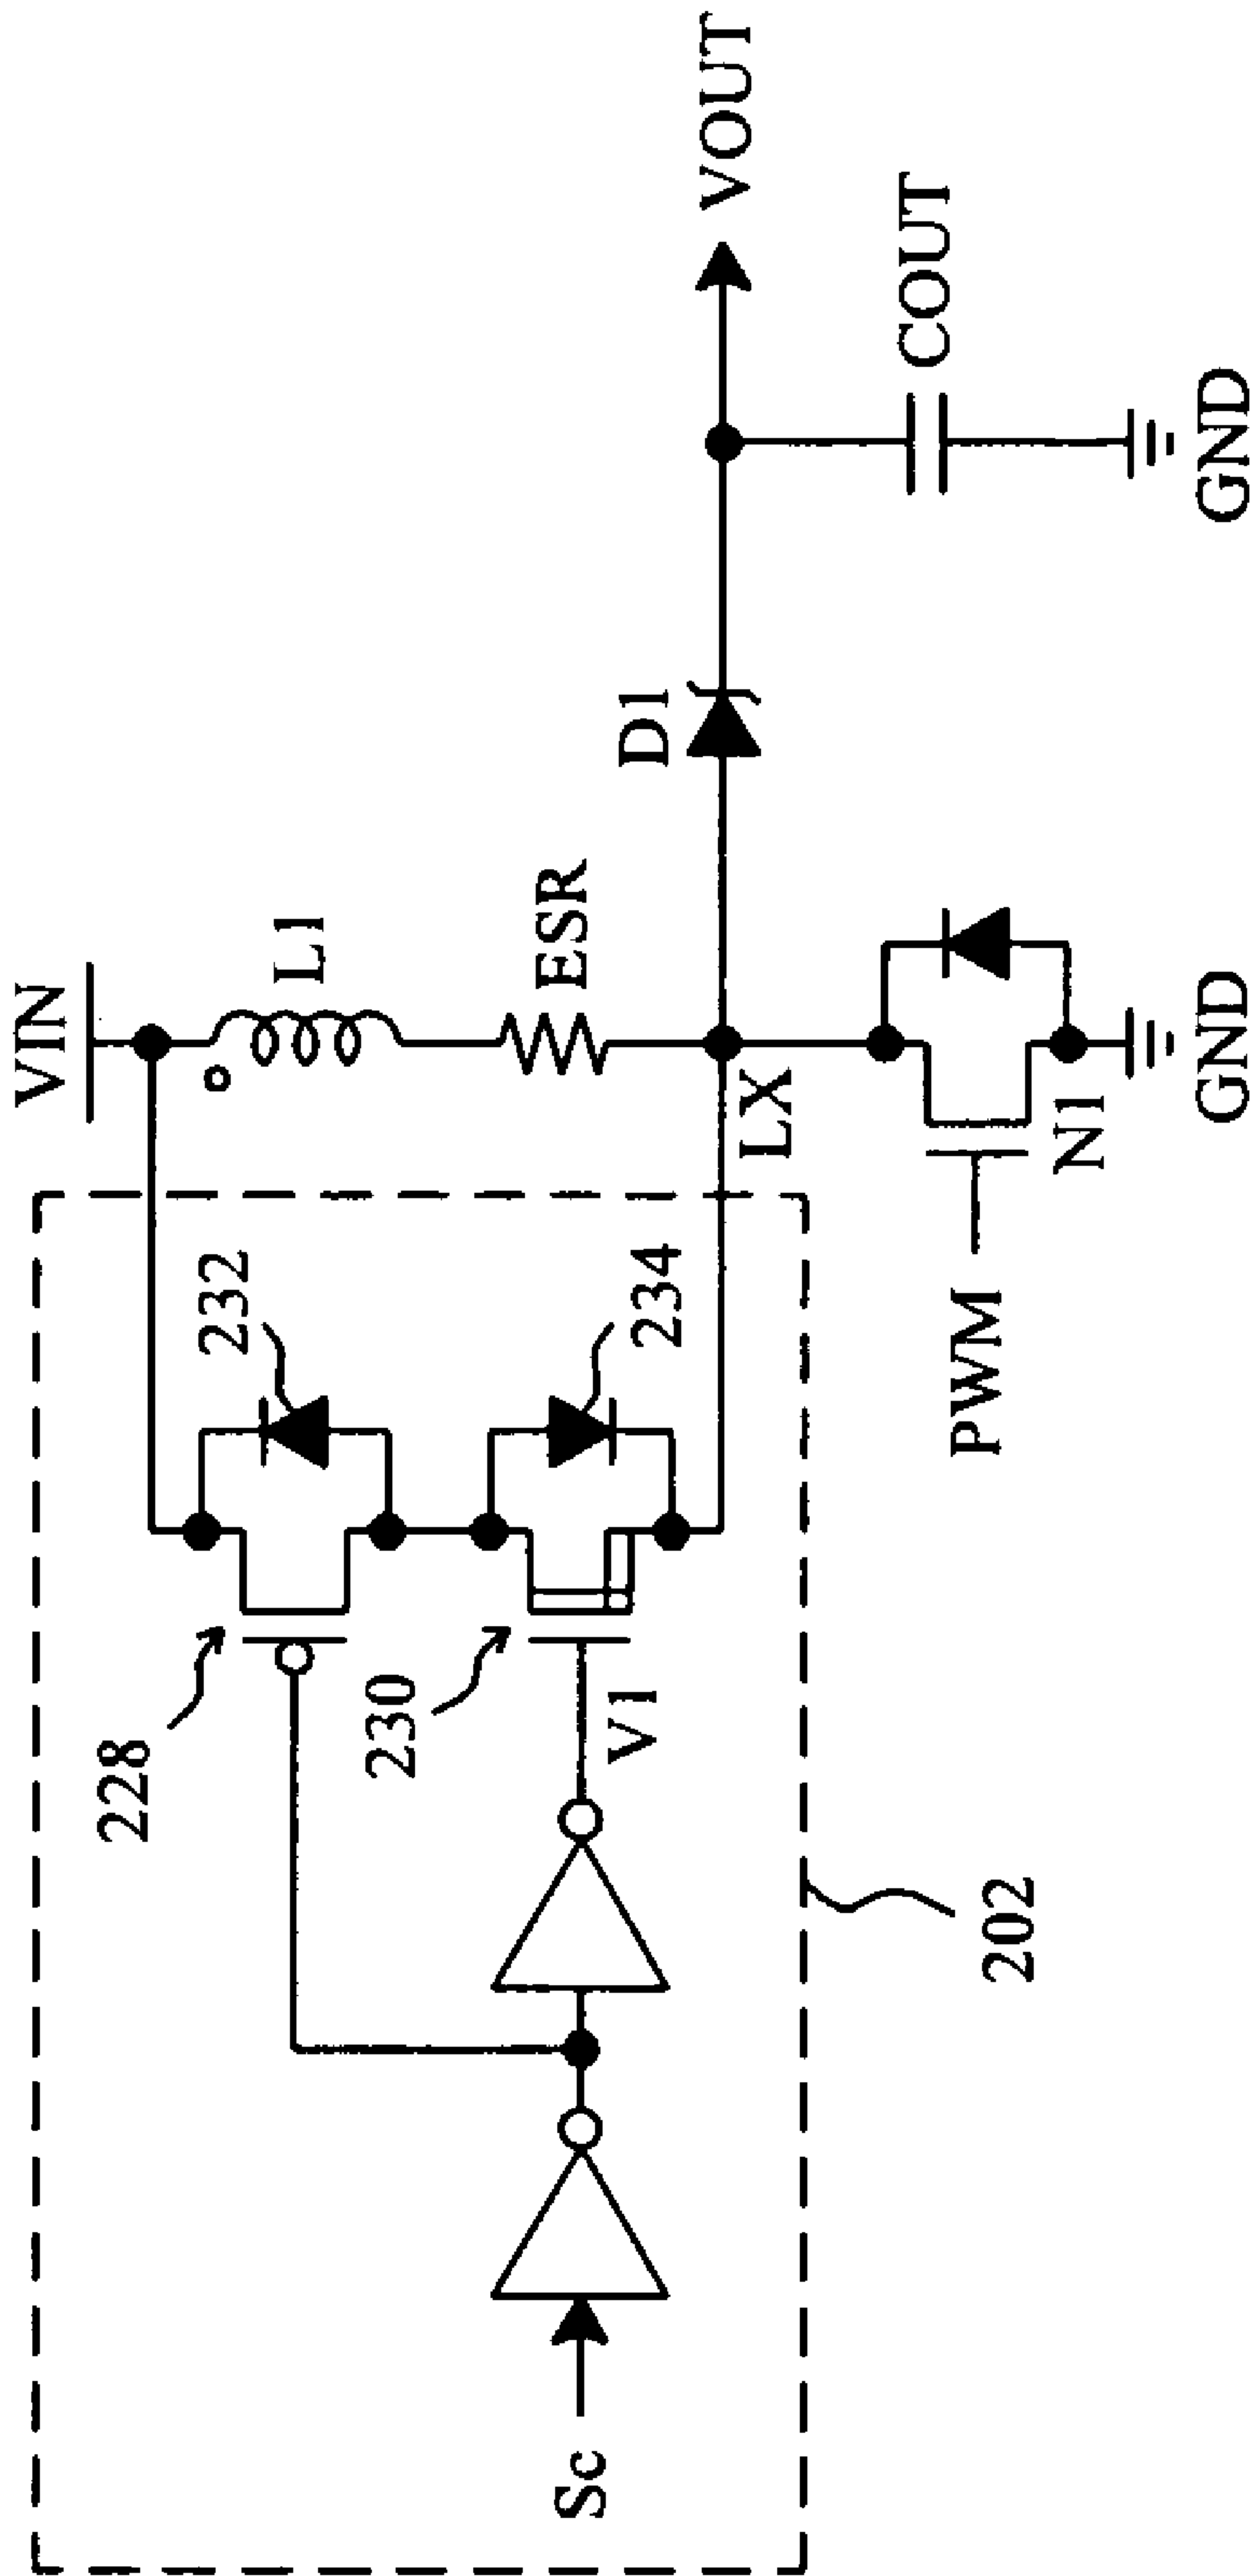 VIN
L1
ESR
LX
D1
VOUT
COUT
GND
N1
GND
PWM
228
232
230
234
V1
Sc
202